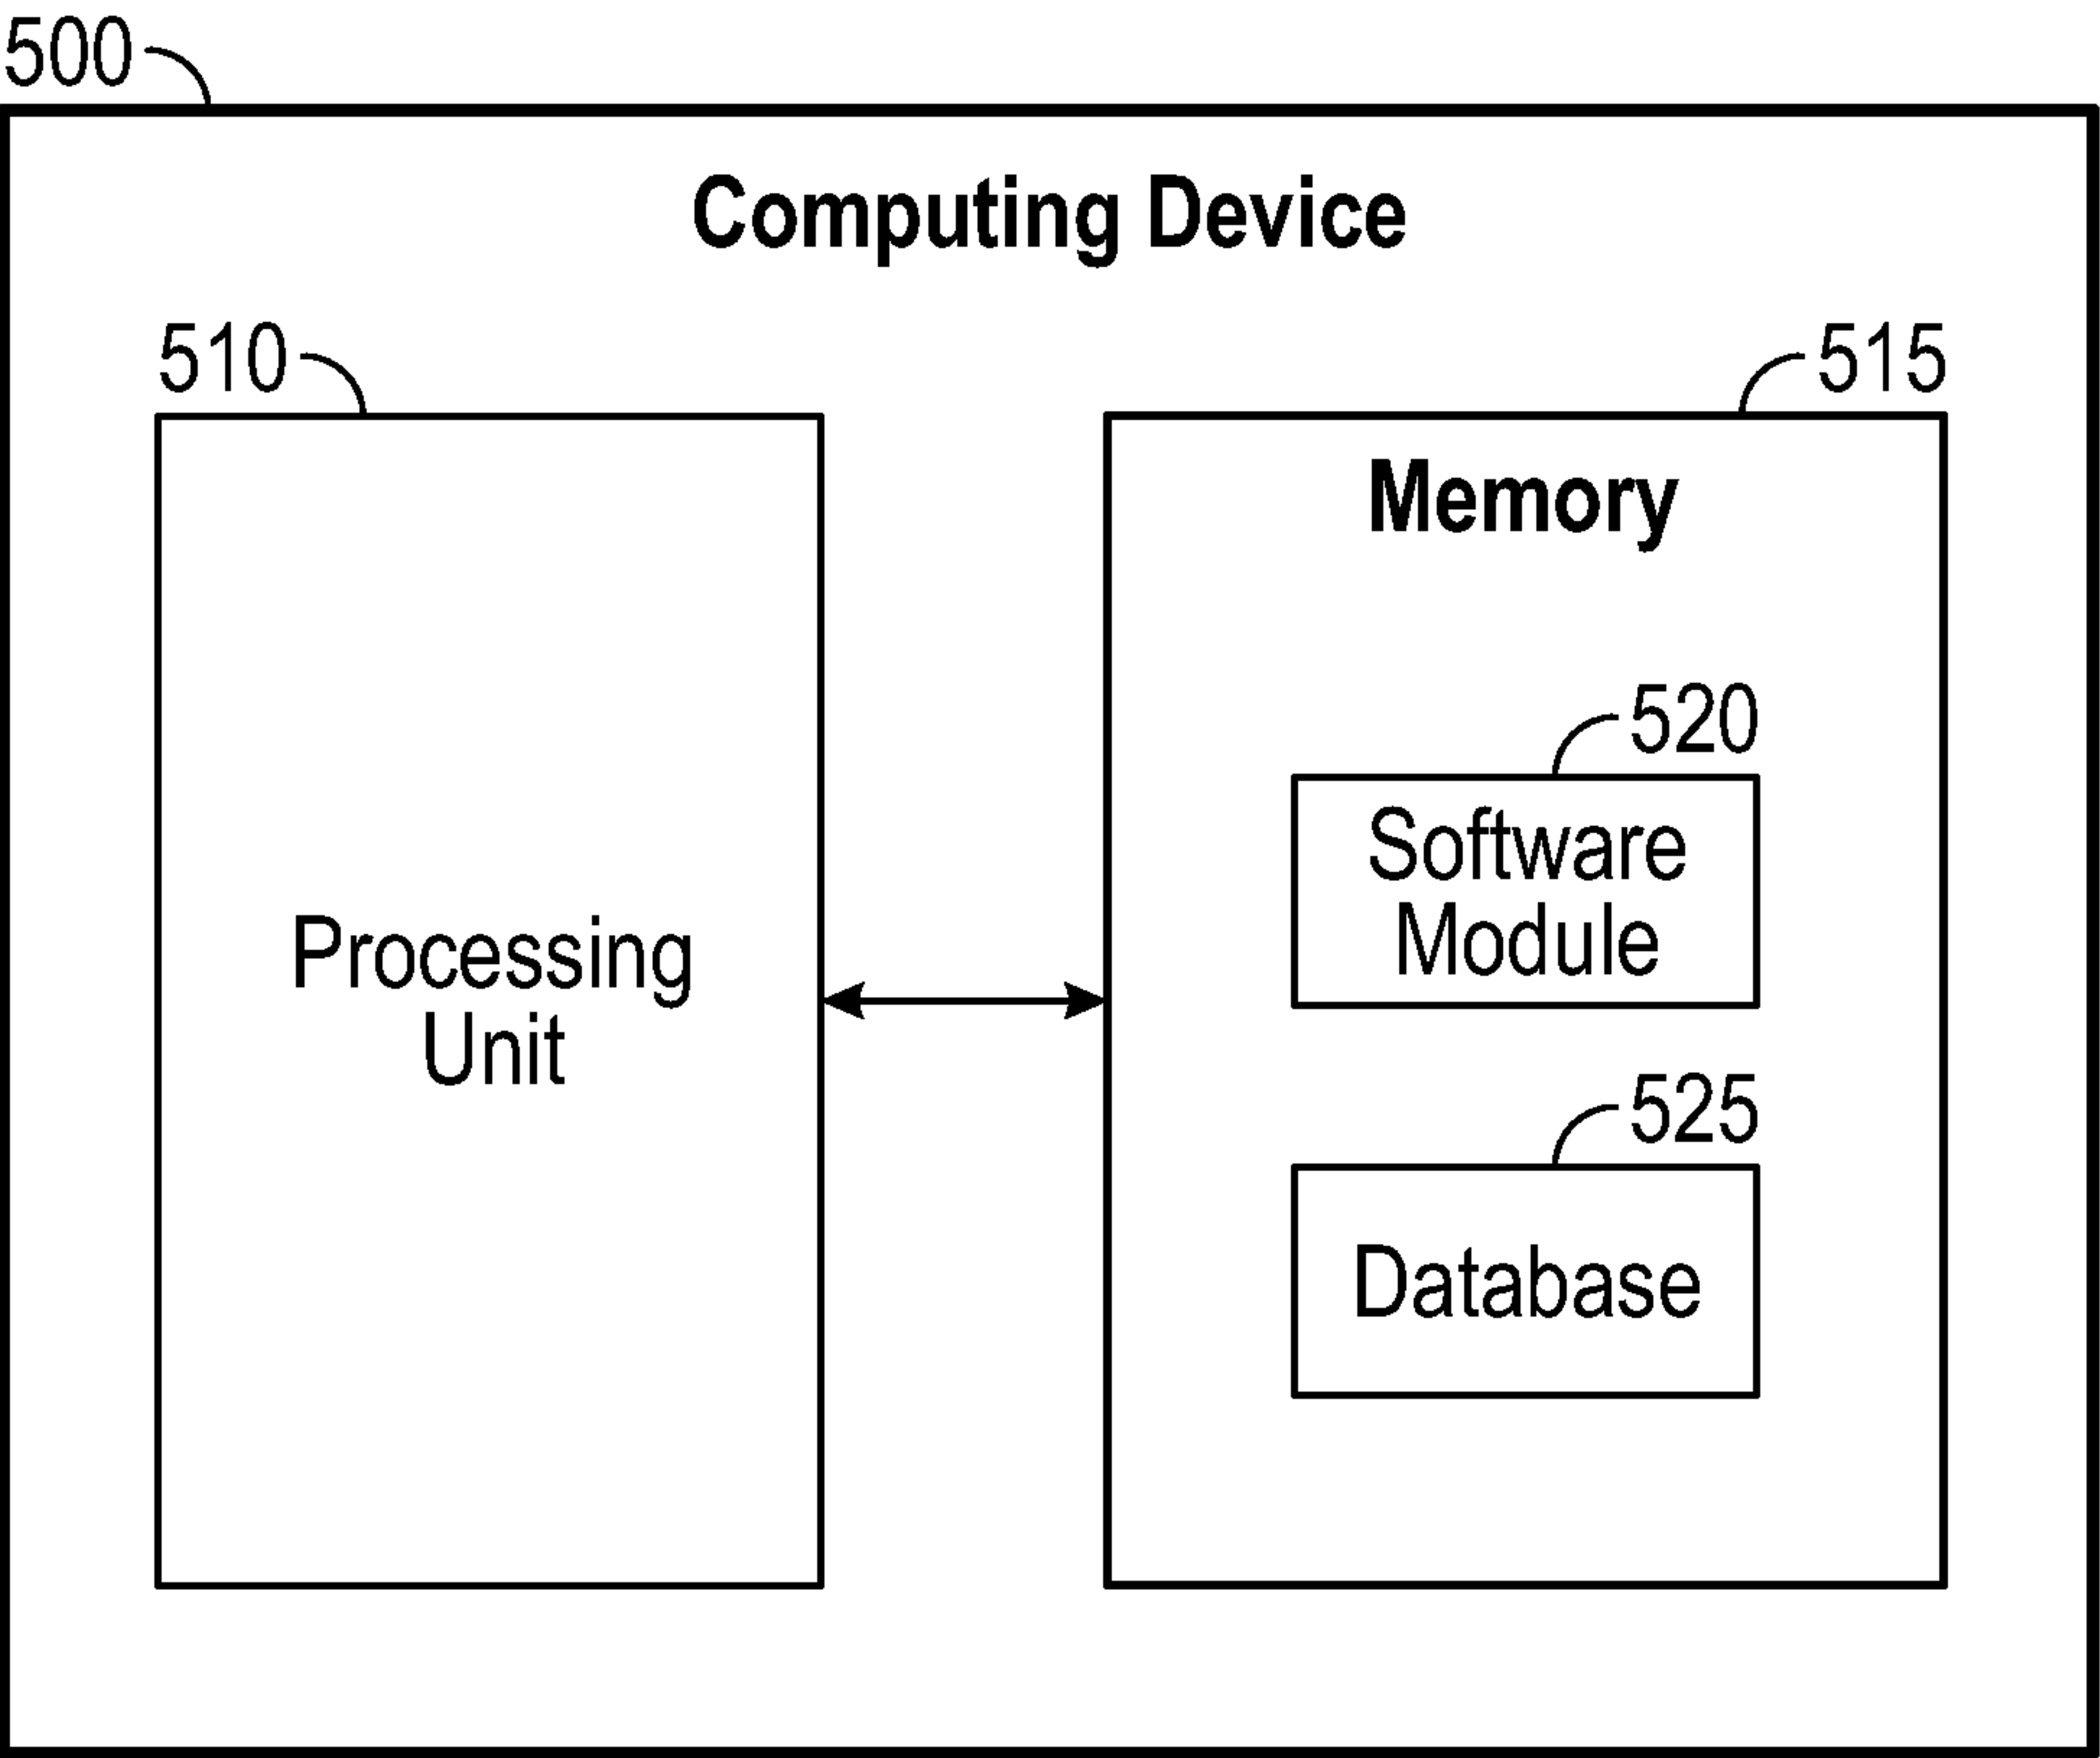 500
Computing Device
510
515
Memory
520
Software
Module
Processing
Unit
525
Database